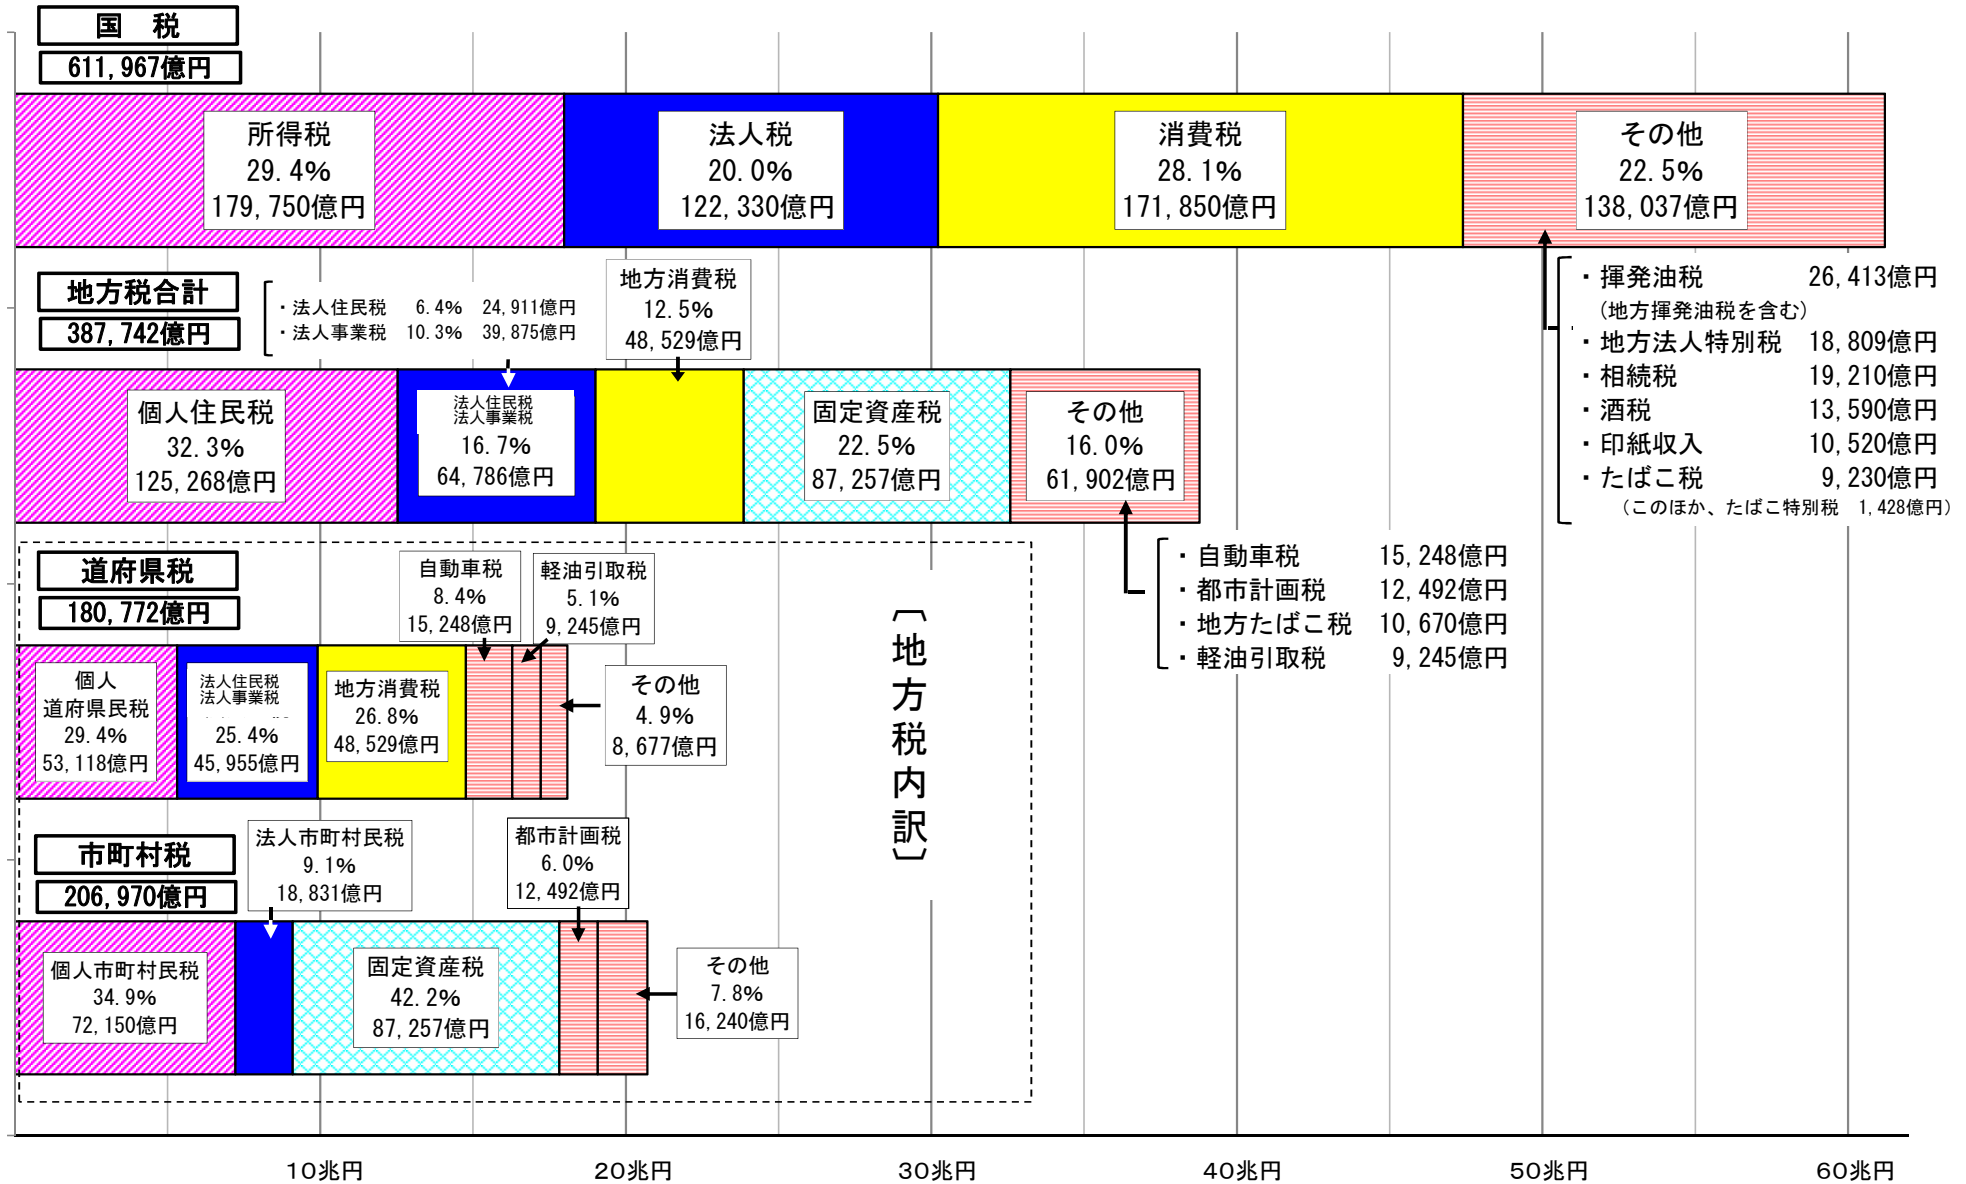 国　税
611,967億円
所得税
29.4%
179,750億円
法人税
20.0%
122,330億円
消費税
28.1%
171,850億円
その他
22.5%
138,037億円
・揮発油税　26,413億円
(地方揮発油税を含む)
・地方法人特別税　18,809億円
・相続税　19,210億円
・酒税　13,590億円
・印紙収入　10,520億円
・たばこ税　9,230億円
(このほか、たばこ特別税　1,428億円)
地方税合計
387,742億円
・法人住民税　6.4%　24,911億円
・法人事業税　10.3%　39,875億円
地方消費税
12.5%
48,529億円
個人住民税
32.3%
125,268億円
法人住民税
法人事業税
16.7%
64,786億円
固定資産税
22.5%
87,257億円
その他
16.0%
61,902億円
・自動車税　15,248億円
・都市計画税　12,492億円
・地方たばこ税　10,670億円
・軽油引取税　9,245億円
道府県税
180,772億円
自動車税
8.4%
15,248億円
軽油引取税
5.1%
9,245億円
個人
道府県民税
29.4%
53,118億円
法人住民税
法人事業税
25.4%
45,955億円
地方消費税
26.8%
48,529億円
その他
4.9%
8,677億円
〔地方税内訳〕
市町村税
206,970億円
法人市町村民税
9.1%
18,831億円
都市計画税
6.0%
12,492億円
個人市町村民税
34.9%
72,150億円
固定資産税
42.2%
87,257億円
その他
7.8%
16,240億円
10兆円　20兆円　30兆円　40兆円　50兆円　60兆円